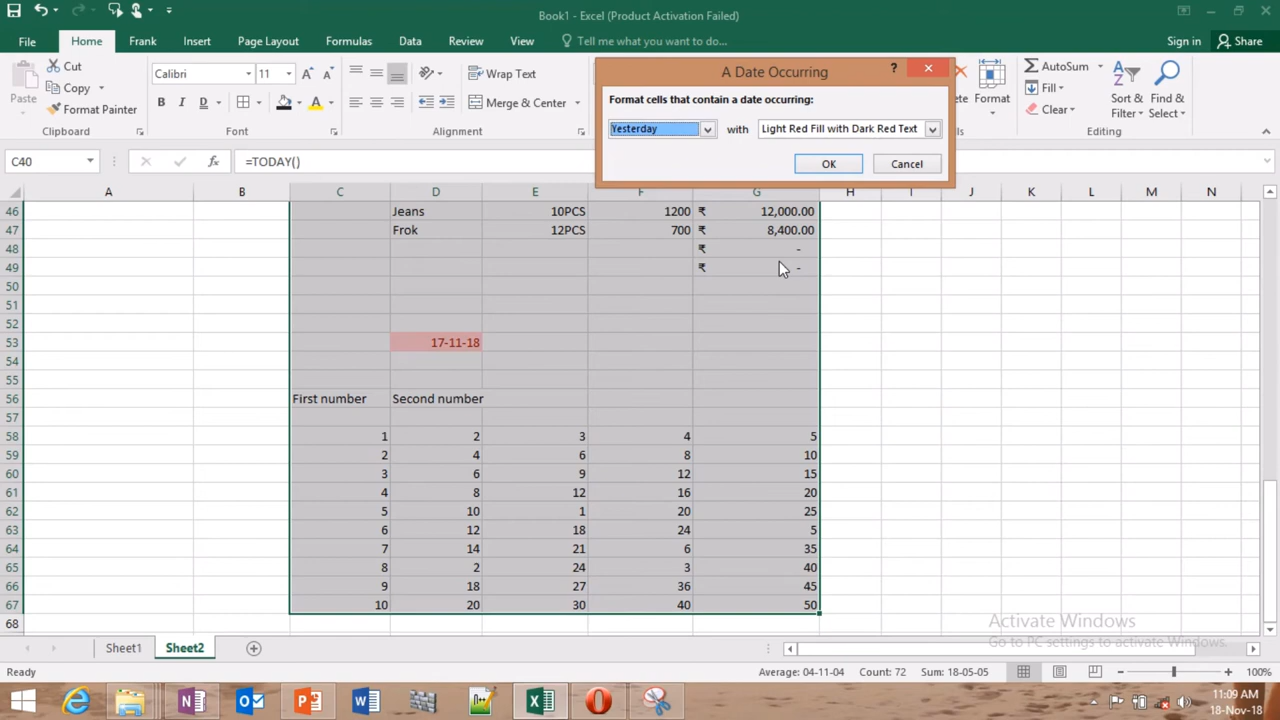 Book1 - Excel (Product Activation Failed)
File Home Frank Insert Page Layout Formulas Data Review View Tell me what you want to do... Sign in Share
Paste
Cut
Copy
Format Painter
Clipboard
Calibri 11
B I D A
Font
Wrap Text
Merge & Center
Alignment
Format
AutoSum
Fill
Clear
Sort & Filter
Find & Select
Editing
A Date Occurring
Format cells that contain a date occurring:
Yesterday with Light Red Fill with Dark Red Text
OK Cancel
C40 =TODAY()
A B C D E F G H I J K L M N
46 Jeans 10PCS 1200 ₹ 12,000.00
47 Frok 12PCS 700 ₹ 8,400.00
48 ₹ -
49 ₹ -
50
51
52
53 17-11-18
54
55
56 First number Second number
57
58 1 2 3 4 5
59 2 4 6 8 10
60 3 6 9 12 15
61 4 8 12 16 20
62 5 10 1 20 25
63 6 12 18 24 5
64 7 14 21 6 35
65 8 2 24 3 40
66 9 18 27 36 45
67 10 20 30 40 50
68
Activate Windows
Go to PC settings to activate Windows.
Sheet1 Sheet2
Ready Average: 04-11-04 Count: 72 Sum: 18-05-05 100%
11:09 AM
18-Nov-18